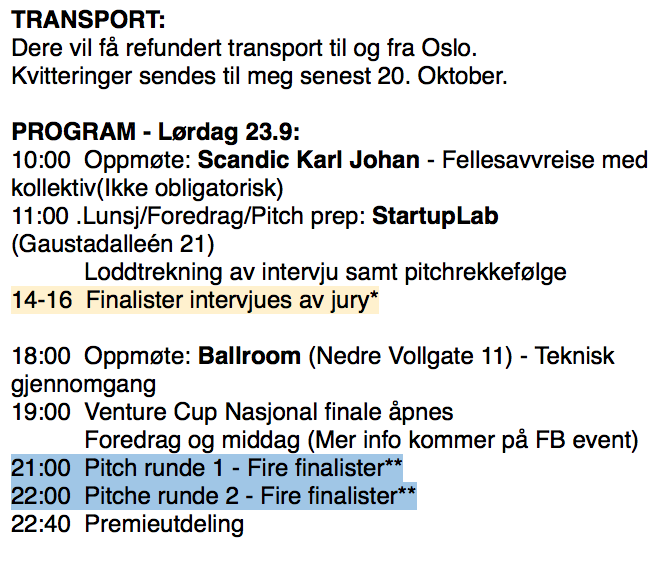 TRANSPORT:
Dere vil få refundert transport til og fra Oslo.
Kvitteringer sendes til meg senest 20. Oktober.
PROGRAM - Lørdag 23.9:
10:00 Oppmøte: Scandic Karl Johan - Fellesavvreise med
kollektiv(Ikke obligatorisk)
11:00 .Lunsj/Foredrag/Pitch prep: StartupLab
(Gaustadalleén 21)
Loddtrekning av intervju samt pitchrekkefølge
14-16 Finalister intervjues av jury*
18:00 Oppmøte: Ballroom (Nedre Vollgate 11) - Teknisk
gjennomgang
19:00 Venture Cup Nasjonal finale åpnes
Foredrag og middag (Mer info kommer på FB event)
21:00 Pitch runde 1 - Fire finalister**
22:00 Pitche runde 2 - Fire finalister**
22:40 Premieutdeling